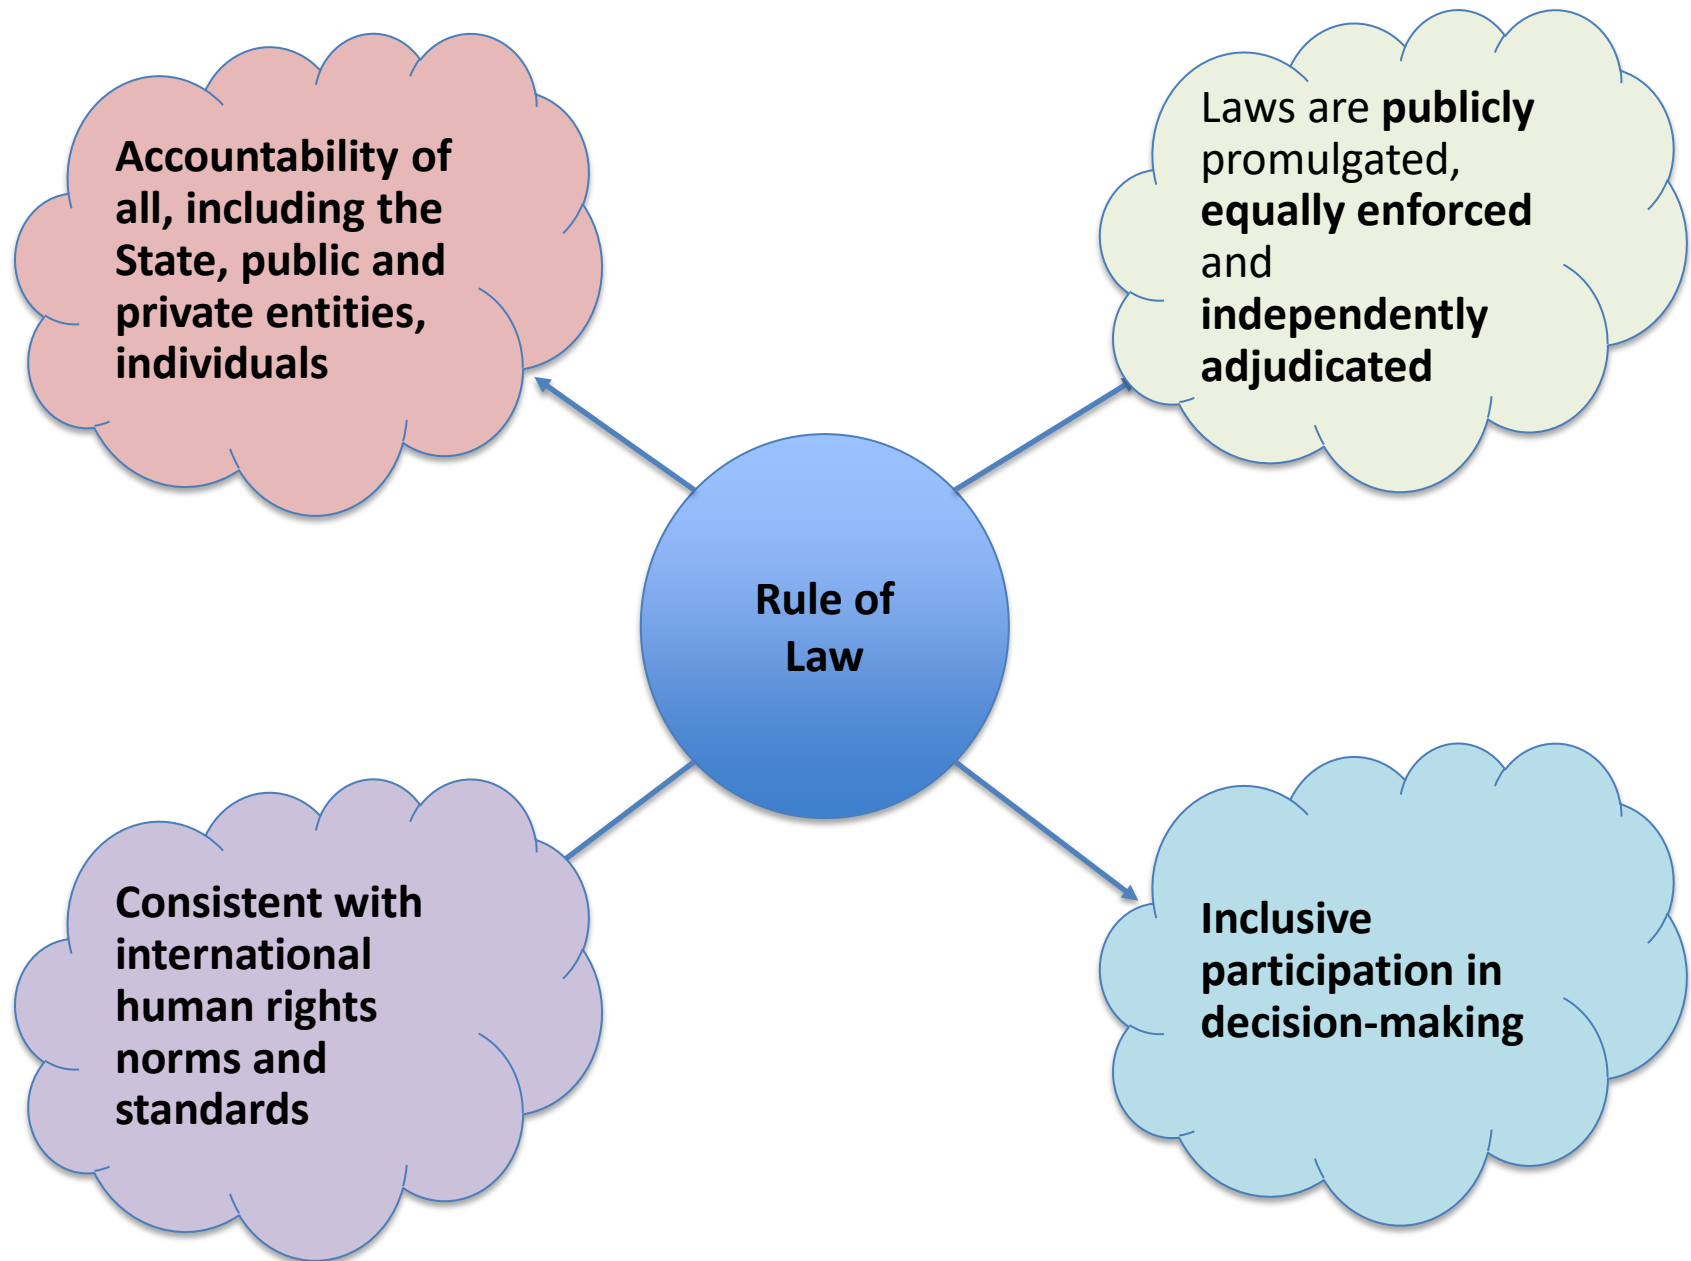 Accountability of
all, including the
State, public and
private entities,
individuals
Laws are publicly
promulgated,
equally enforced
and
independently
adjudicated
Rule of
Law
Consistent with
international
human rights
norms and
standards
Inclusive
participation in
decision-making